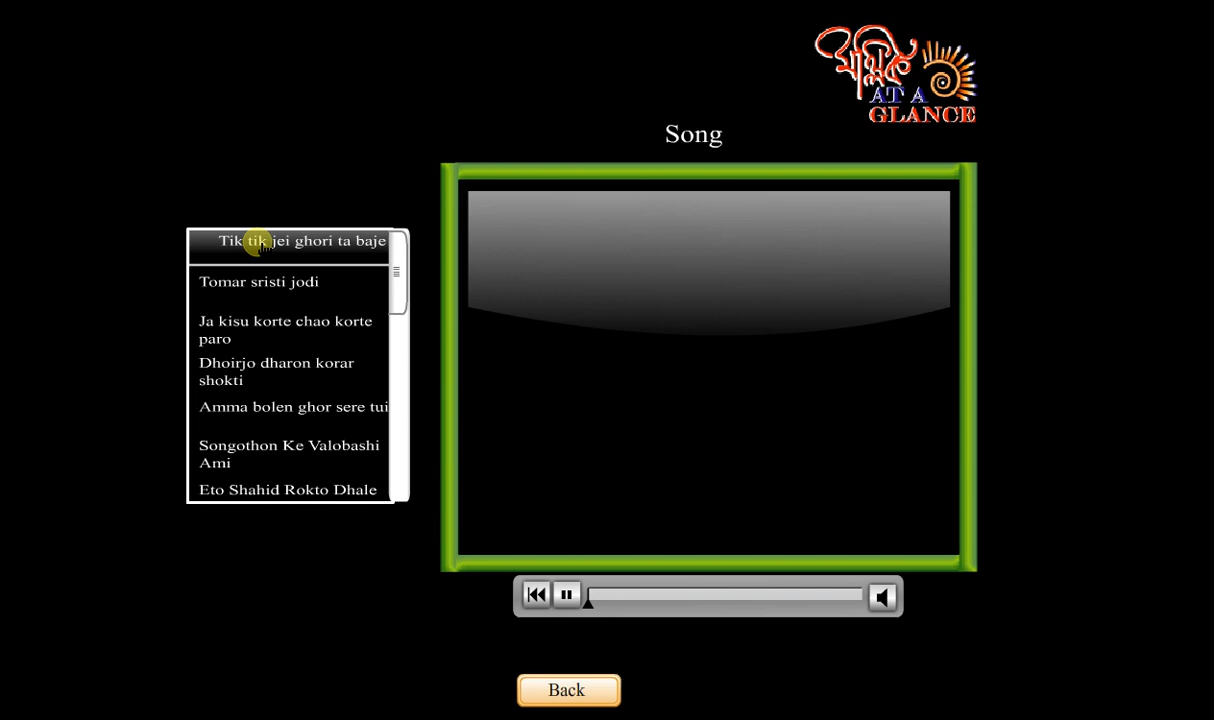 মল্লিক
AT A
GLANCE
Song
Tik tik jei ghori ta baje
Tomar sristi jodi
Ja kisu korte chao korte
paro
Dhoirjo dharon korar
shokti
Amma bolen ghor sere tui
Songothon Ke Valobashi
Ami
Eto Shahid Rokto Dhale
Back